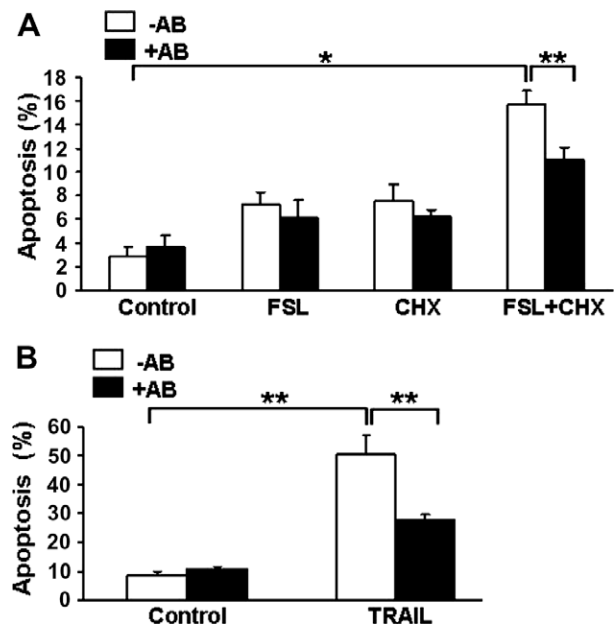 A
-AB
+AB
* **
Apoptosis (%)
18
16
14
12
10
8
6
4
2
0
Control FSL CHX FSL+CHX
B
-AB
+AB
** **
Apoptosis (%)
60
50
40
30
20
10
0
Control TRAIL